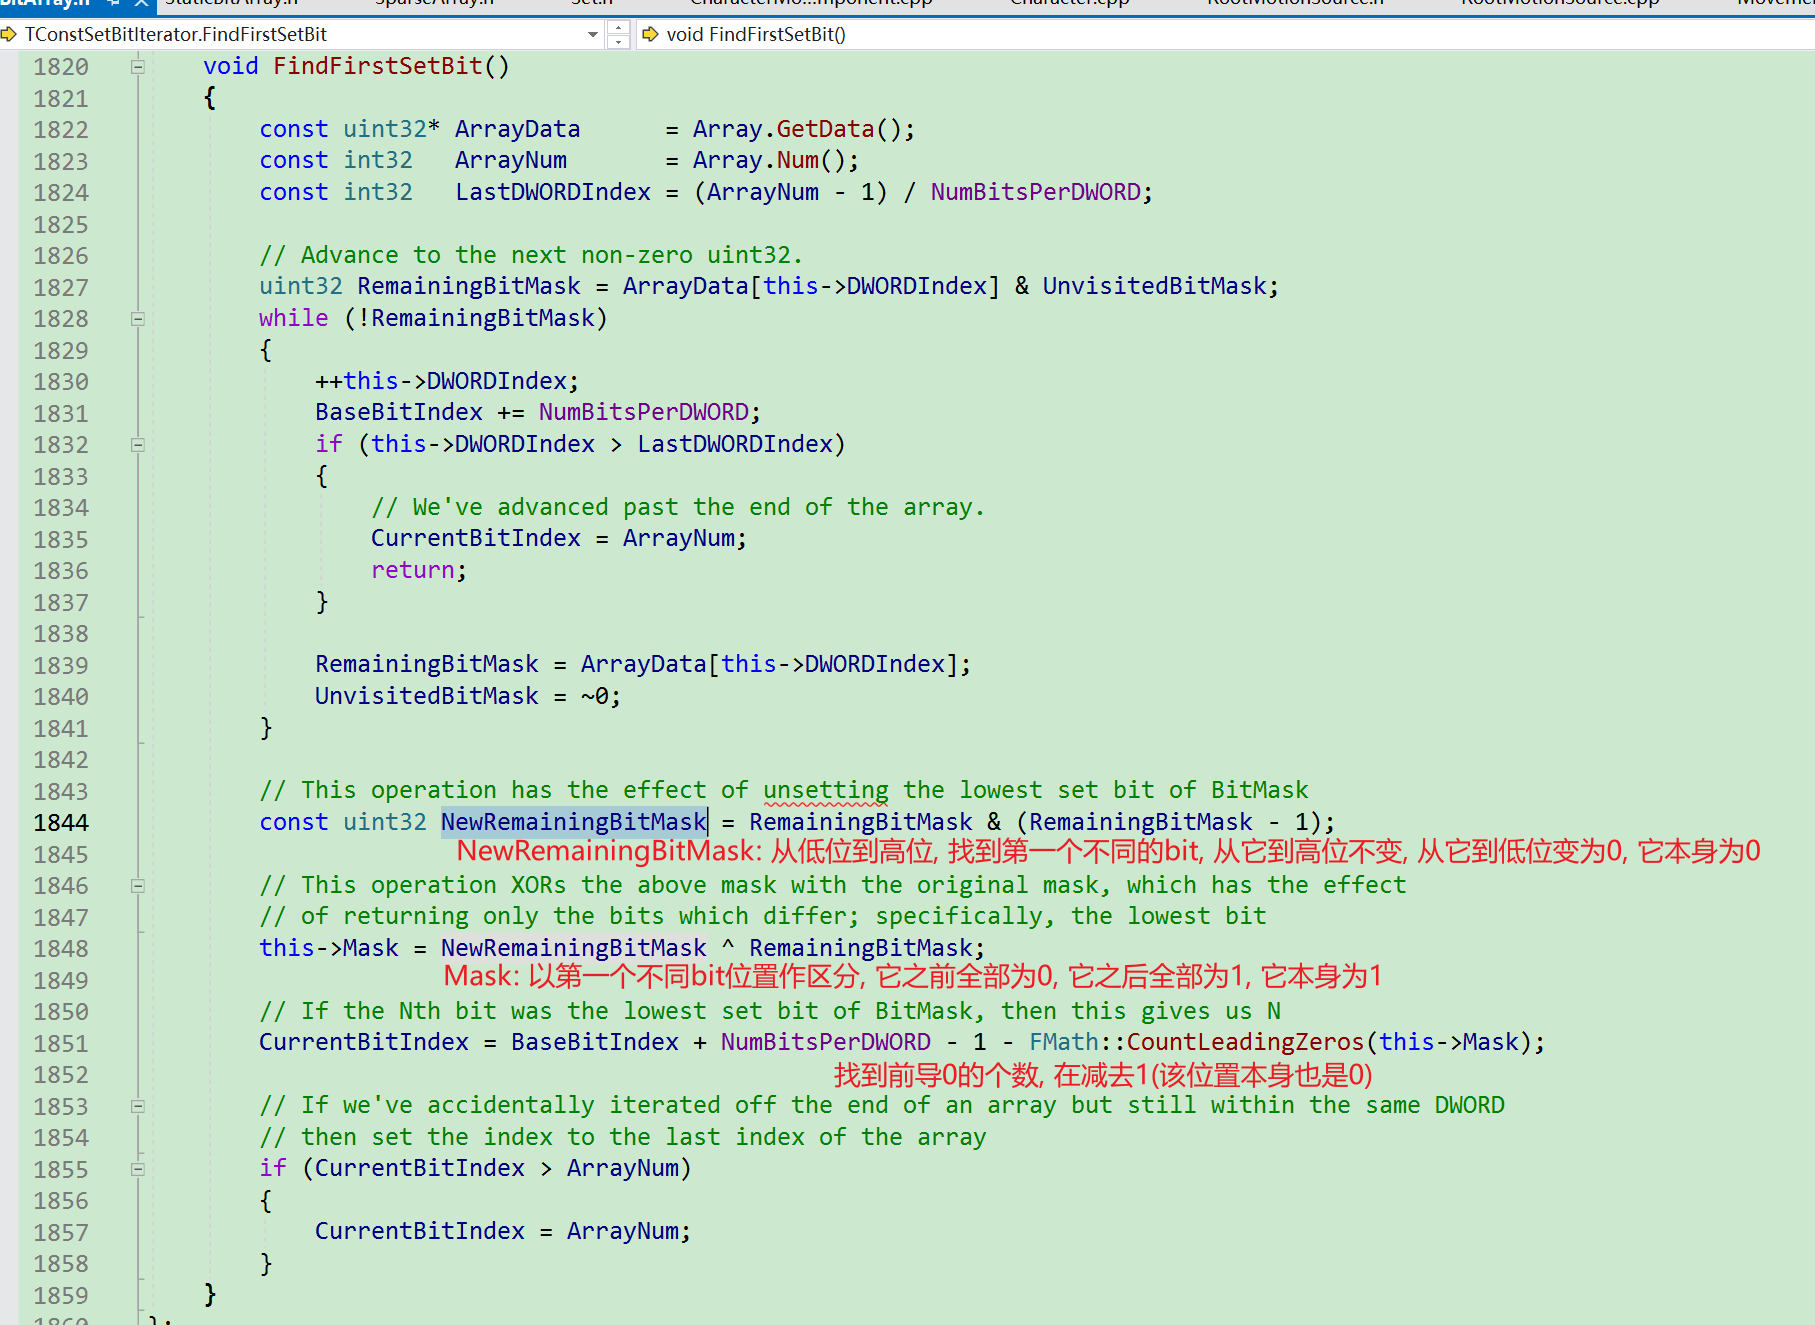 BitArray.h StaticBitArray.h SparseArray.h Set.h CharacterMo...mponent.cpp Character.cpp RootMotionSource.h RootMotionSource.cpp
TConstSetBitIterator.FindFirstSetBit void FindFirstSetBit()
1820 void FindFirstSetBit()
1821 {
1822 const uint32* ArrayData = Array.GetData();
1823 const int32 ArrayNum = Array.Num();
1824 const int32 LastDWORDIndex = (ArrayNum - 1) / NumBitsPerDWORD;
1825
1826 // Advance to the next non-zero uint32.
1827 uint32 RemainingBitMask = ArrayData[this->DWORDIndex] & UnvisitedBitMask;
1828 while (!RemainingBitMask)
1829 {
1830 ++this->DWORDIndex;
1831 BaseBitIndex += NumBitsPerDWORD;
1832 if (this->DWORDIndex > LastDWORDIndex)
1833 {
1834 // We've advanced past the end of the array.
1835 CurrentBitIndex = ArrayNum;
1836 return;
1837 }
1838
1839 RemainingBitMask = ArrayData[this->DWORDIndex];
1840 UnvisitedBitMask = ~0;
1841 }
1842
1843 // This operation has the effect of unsetting the lowest set bit of BitMask
1844 const uint32 NewRemainingBitMask = RemainingBitMask & (RemainingBitMask - 1);
1845 NewRemainingBitMask: 从低位到高位, 找到第一个不同的bit, 从它到高位不变, 从它到低位变为0, 它本身为0
1846 // This operation XORs the above mask with the original mask, which has the effect
1847 // of returning only the bits which differ; specifically, the lowest bit
1848 this->Mask = NewRemainingBitMask ^ RemainingBitMask;
1849 Mask: 以第一个不同bit位置作区分, 它之前全部为0, 它之后全部为1, 它本身为1
1850 // If the Nth bit was the lowest set bit of BitMask, then this gives us N
1851 CurrentBitIndex = BaseBitIndex + NumBitsPerDWORD - 1 - FMath::CountLeadingZeros(this->Mask);
1852 找到前导0的个数, 在减去1(该位置本身也是0)
1853 // If we've accidentally iterated off the end of an array but still within the same DWORD
1854 // then set the index to the last index of the array
1855 if (CurrentBitIndex > ArrayNum)
1856 {
1857 CurrentBitIndex = ArrayNum;
1858 }
1859 }
1860 };